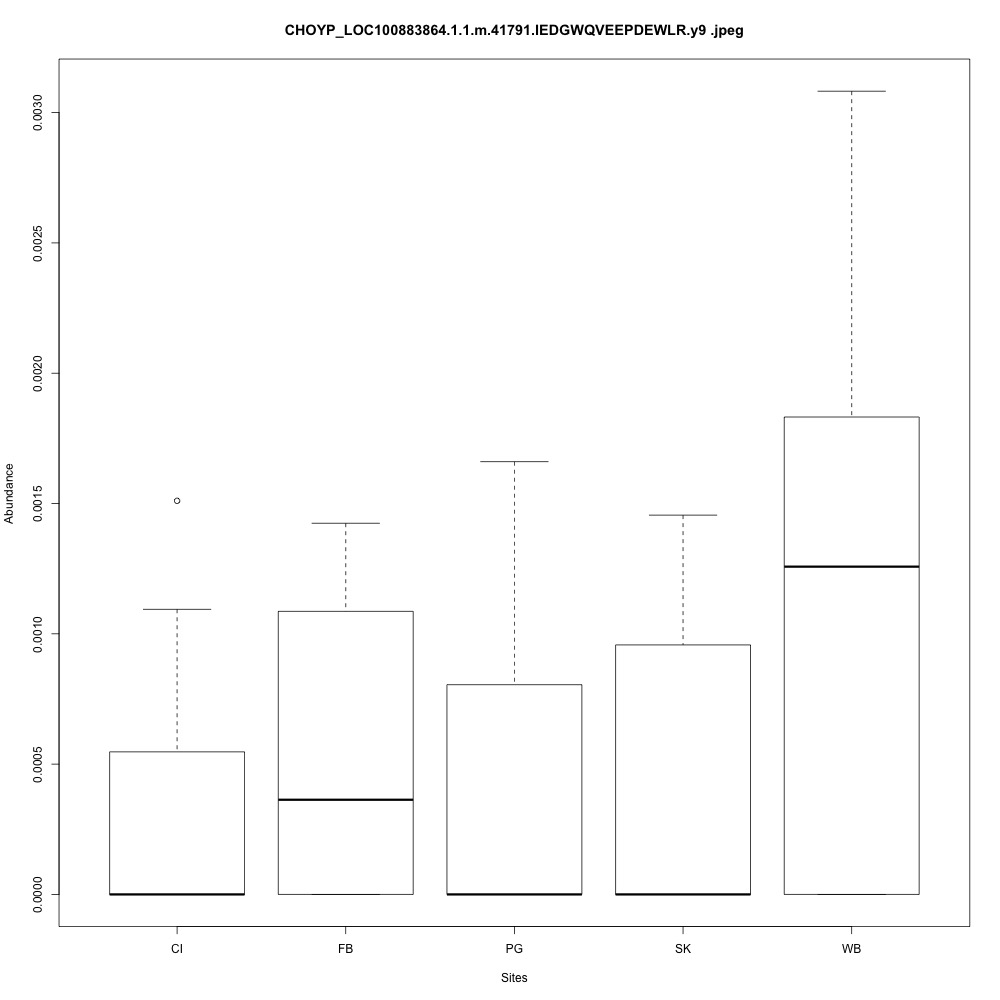 CHOYP_LOC100883864.1.1.m.41791.IEDGWQVEEPDEWLR.y9 .jpeg
0.0030
0.0025
0.0020
0.0015
0.0010
0.0005
0.0000
Abundance
CI FB PG SK WB
Sites